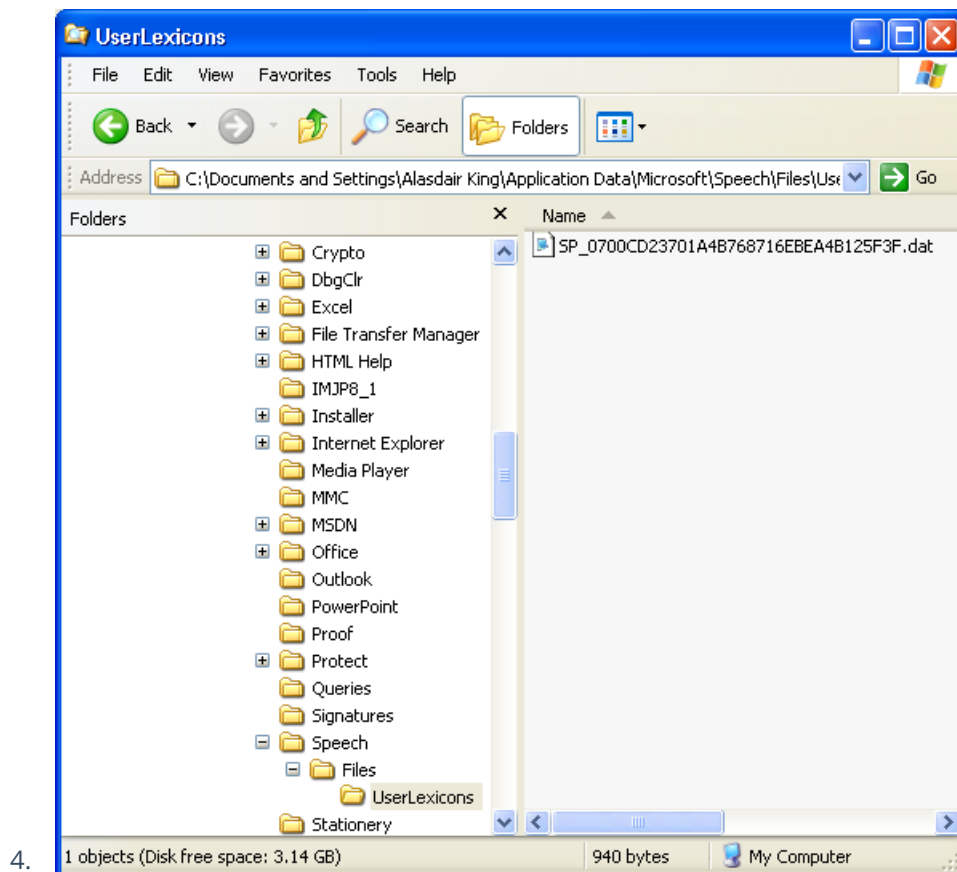 UserLexicons
File Edit View Favorites Tools Help
Back Search Folders
Address C:\Documents and Settings\Alasdair King\Application Data\Microsoft\Speech\Files\Use Go
Folders x Name
SP_0700CD23701A4B768716EBEA4B125F3F.dat
Crypto
DbgClr
Excel
File Transfer Manager
HTML Help
IMJP8_1
Installer
Internet Explorer
Media Player
MMC
MSDN
Office
Outlook
PowerPoint
Proof
Protect
Queries
Signatures
Speech
Files
UserLexicons
Stationery
4. 1 objects (Disk free space: 3.14 GB) 940 bytes My Computer